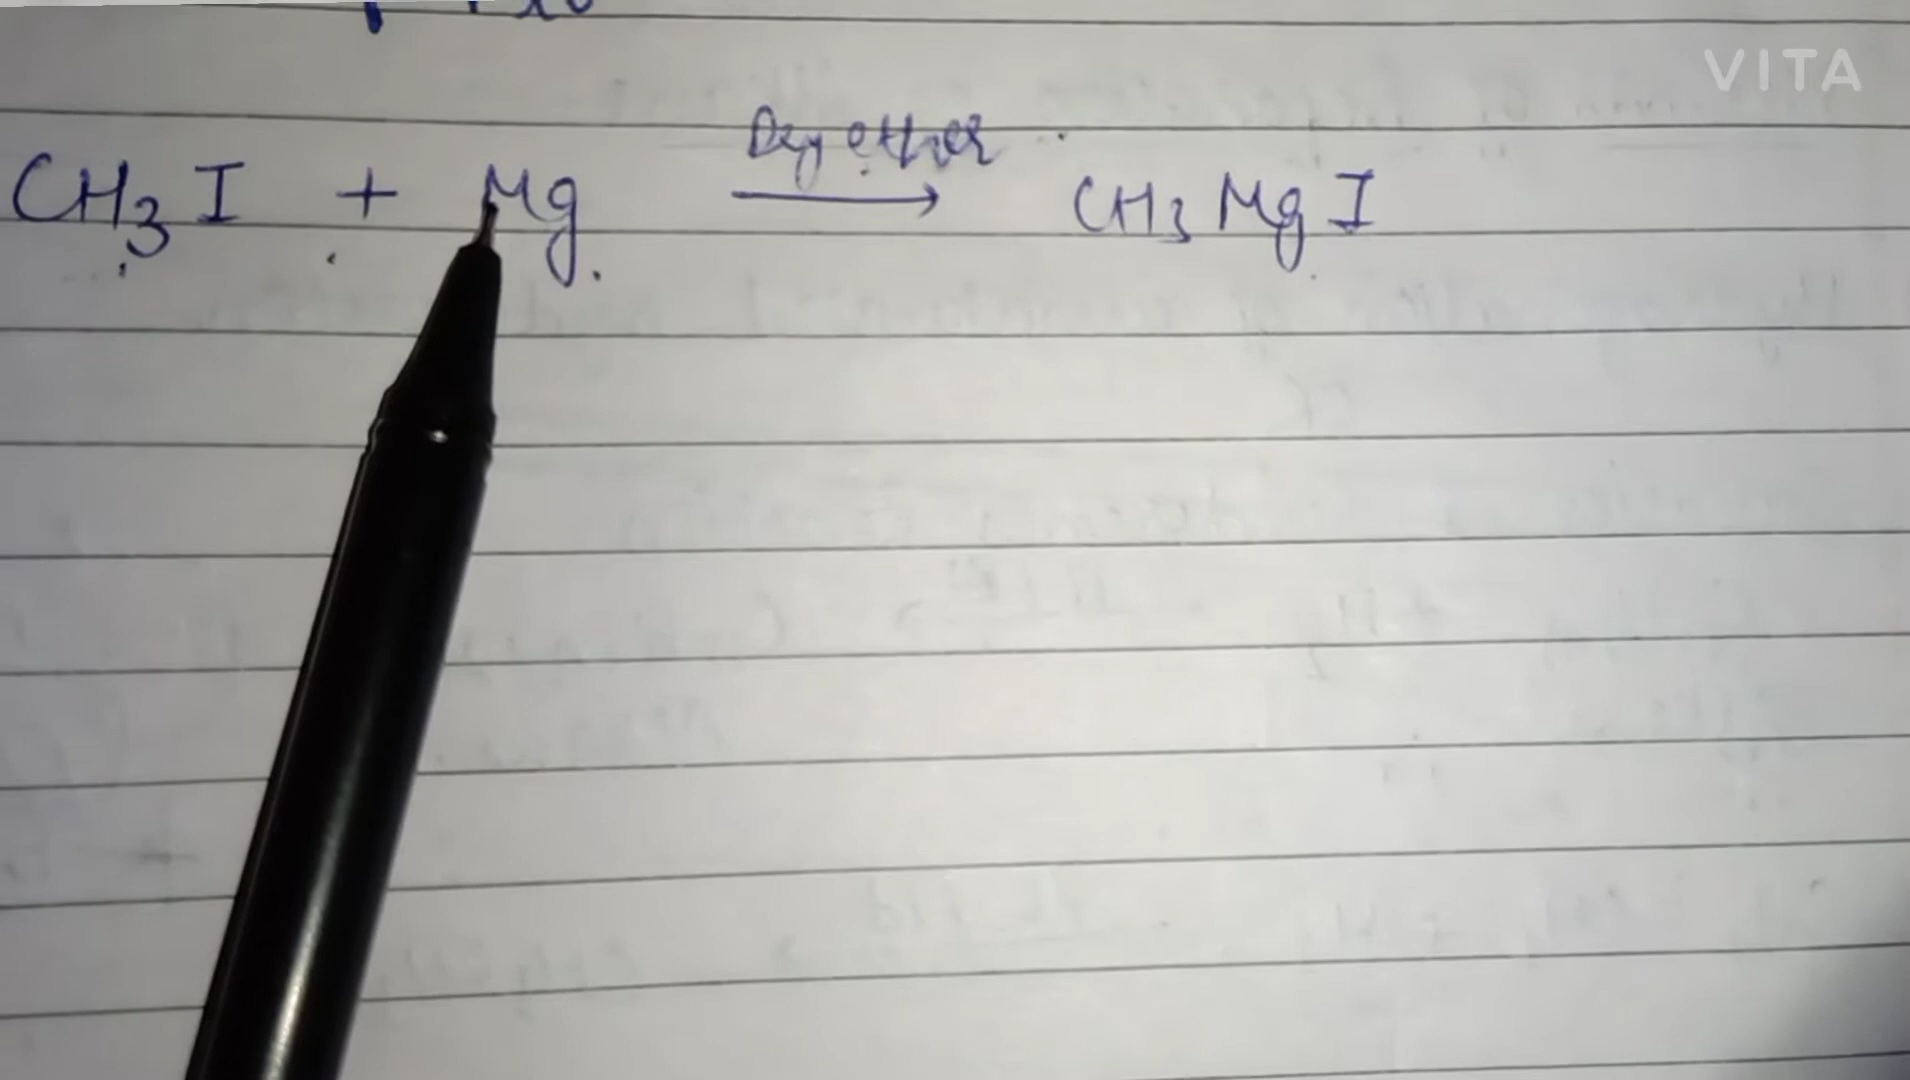 VITA
Dry ether
CH3I + Mg ⟶ CH3MgI